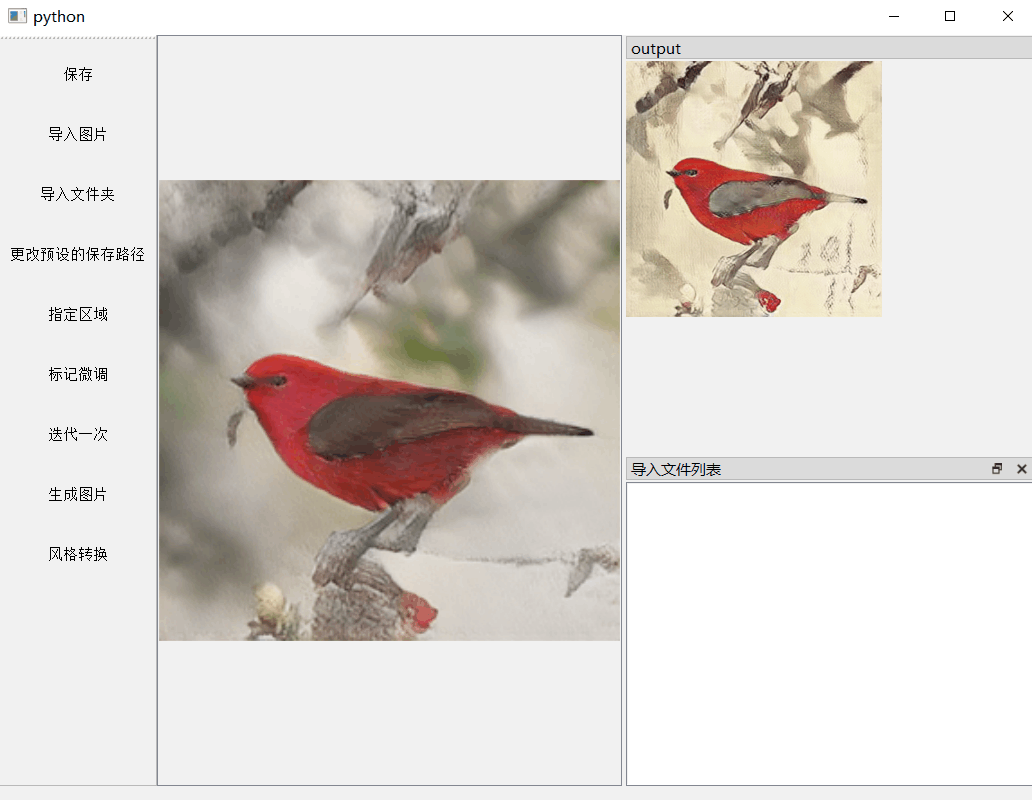 python
保存
导入图片
导入文件夹
更改预设的保存路径
指定区域
标记微调
迭代一次
生成图片
风格转换
output
导入文件列表